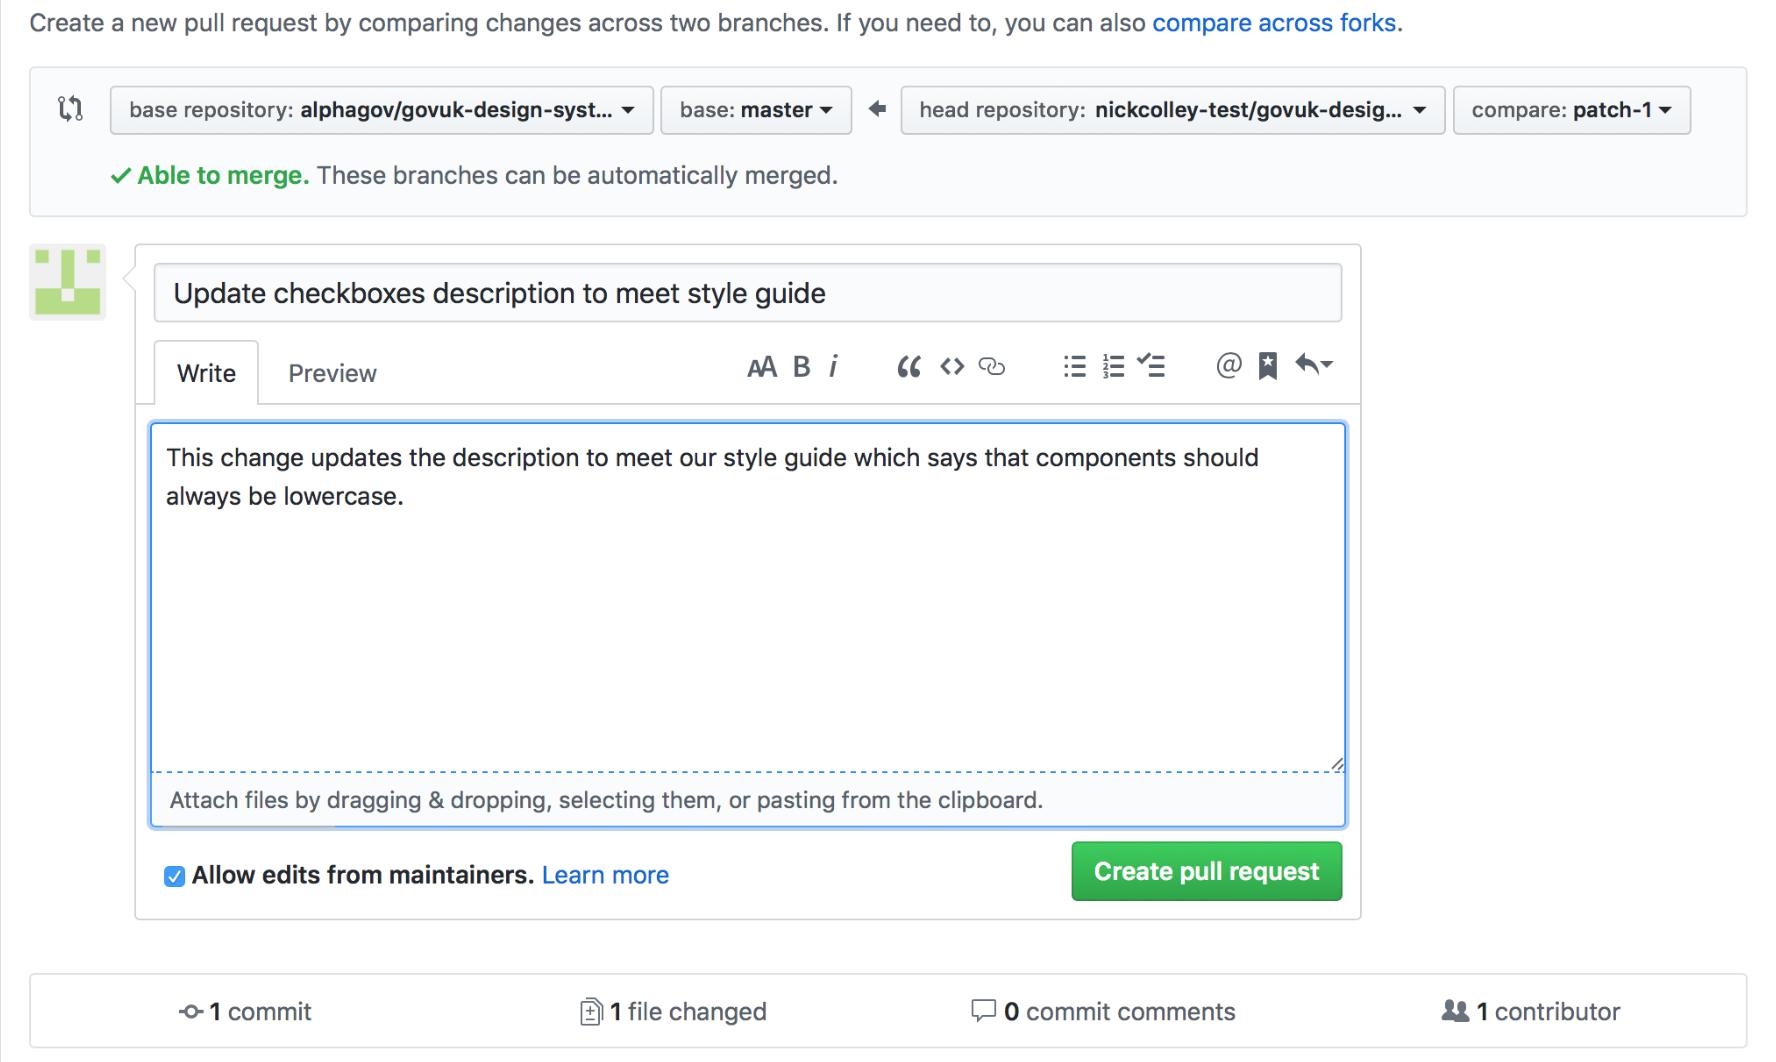 Create a new pull request by comparing changes across two branches. If you need to, you can also compare across forks.
base repository: alphagov/govuk-design-syst... base: master head repository: nickcolley-test/govuk-desig... compare: patch-1
Able to merge. These branches can be automatically merged.
Update checkboxes description to meet style guide
Write Preview AA B i “ <> 1 2 3 @
This change updates the description to meet our style guide which says that components should
always be lowercase.
Attach files by dragging & dropping, selecting them, or pasting from the clipboard.
Allow edits from maintainers. Learn more Create pull request
1 commit 1 file changed 0 commit comments 1 contributor